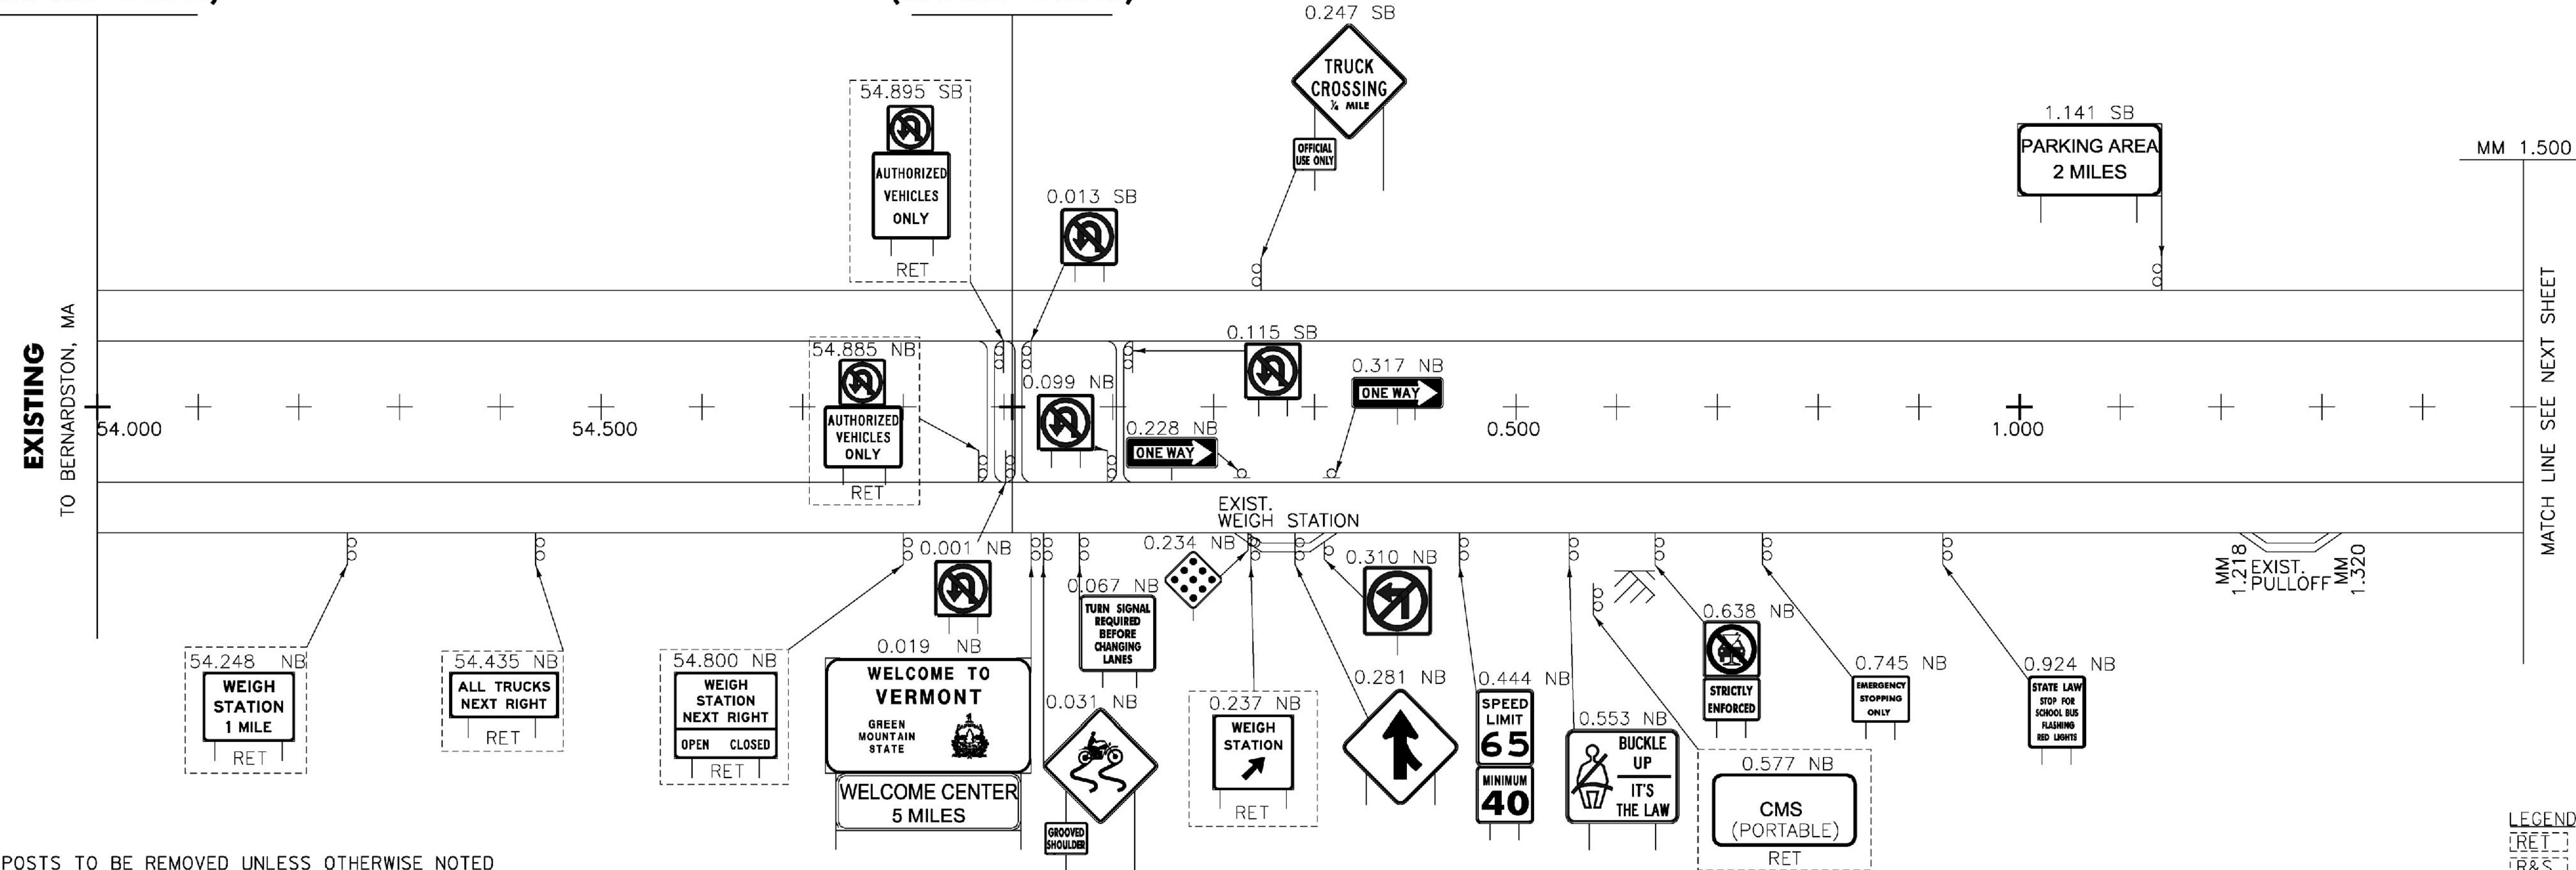 0.247 SB
TRUCK
CROSSING
¼ MILE
OFFICIAL
USE ONLY
54.895 SB
AUTHORIZED
VEHICLES
ONLY
RET
0.013 SB
1.141 SB
PARKING AREA
2 MILES
MM 1.500
EXISTING
TO BERNARDSTON, MA
54.885 NB
AUTHORIZED
VEHICLES
ONLY
RET
0.099 NB
0.115 SB
0.228 NB
ONE WAY
0.317 NB
ONE WAY
54.000
54.500
0.500
1.000
MATCH LINE SEE NEXT SHEET
EXIST.
WEIGH STATION
MM
1.218
EXIST.
PULLOFF
MM
1.320
54.248 NB
WEIGH
STATION
1 MILE
RET
54.435 NB
ALL TRUCKS
NEXT RIGHT
RET
54.800 NB
WEIGH
STATION
NEXT RIGHT
OPEN CLOSED
RET
0.001 NB
0.019 NB
WELCOME TO
VERMONT
GREEN
MOUNTAIN
STATE
WELCOME CENTER
5 MILES
0.067 NB
TURN SIGNAL
REQUIRED
BEFORE
CHANGING
LANES
0.031 NB
GROOVED
SHOULDER
0.234 NB
0.237 NB
WEIGH
STATION
RET
0.310 NB
0.281 NB
0.444 NB
SPEED
LIMIT
65
MINIMUM
40
0.553 NB
BUCKLE
UP
IT'S
THE LAW
0.577 NB
CMS
(PORTABLE)
RET
0.638 NB
STRICTLY
ENFORCED
0.745 NB
EMERGENCY
STOPPING
ONLY
0.924 NB
STATE LAW
STOP FOR
SCHOOL BUS
FLASHING
RED LIGHTS
POSTS TO BE REMOVED UNLESS OTHERWISE NOTED
LEGEND
RET
R&S